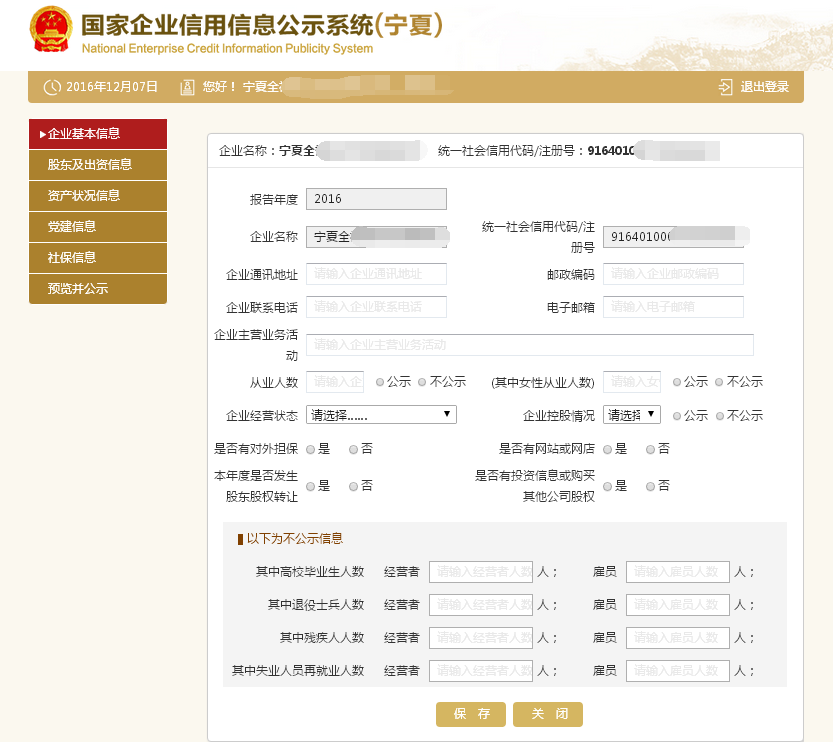 国家企业信用信息公示系统(宁夏)
National Enterprise Credit Information Publicity System
2016年12月07日 您好！ 宁夏全 退出登录
企业基本信息
股东及出资信息
资产状况信息
党建信息
社保信息
预览并公示
企业名称：宁夏全 统一社会信用代码/注册号：9164010
报告年度 2016
企业名称 宁夏全 统一社会信用代码/注
册号 91640100
企业通讯地址 请输入企业通讯地址 邮政编码 请输入企业邮政编码
企业联系电话 请输入企业联系电话 电子邮箱 请输入电子邮箱
企业主营业务活
动 请输入企业主营业务活动
从业人数 请输入企 公示 不公示 (其中女性从业人数) 请输入女 公示 不公示
企业经营状态 请选择...... 企业控股情况 请选择 公示 不公示
是否有对外担保 是 否 是否有网站或网店 是 否
本年度是否发生
股东股权转让 是 否 是否有投资信息或购买
其他公司股权 是 否
以下为不公示信息
其中高校毕业生人数 经营者 请输入经营者人数 人； 雇员 请输入雇员人数 人；
其中退役士兵人数 经营者 请输入经营者人数 人； 雇员 请输入雇员人数 人；
其中残疾人人数 经营者 请输入经营者人数 人； 雇员 请输入雇员人数 人；
其中失业人员再就业人数 经营者 请输入经营者人数 人； 雇员 请输入雇员人数 人；
保 存 关 闭